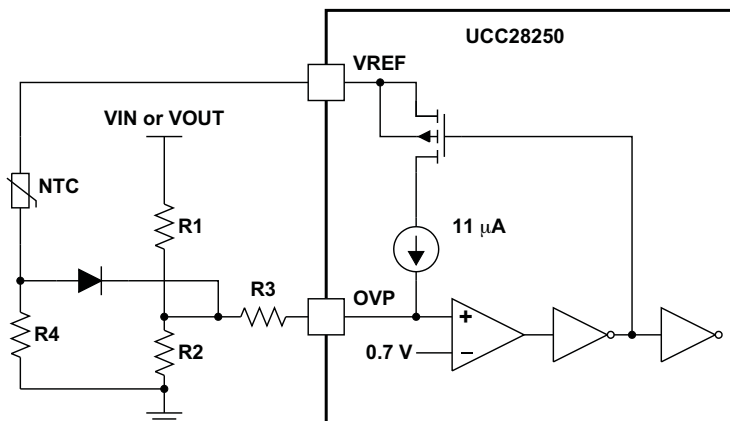 UCC28250
VREF
VIN or VOUT
NTC
R1
11 μA
R3
OVP
R4
R2
0.7 V
+
−